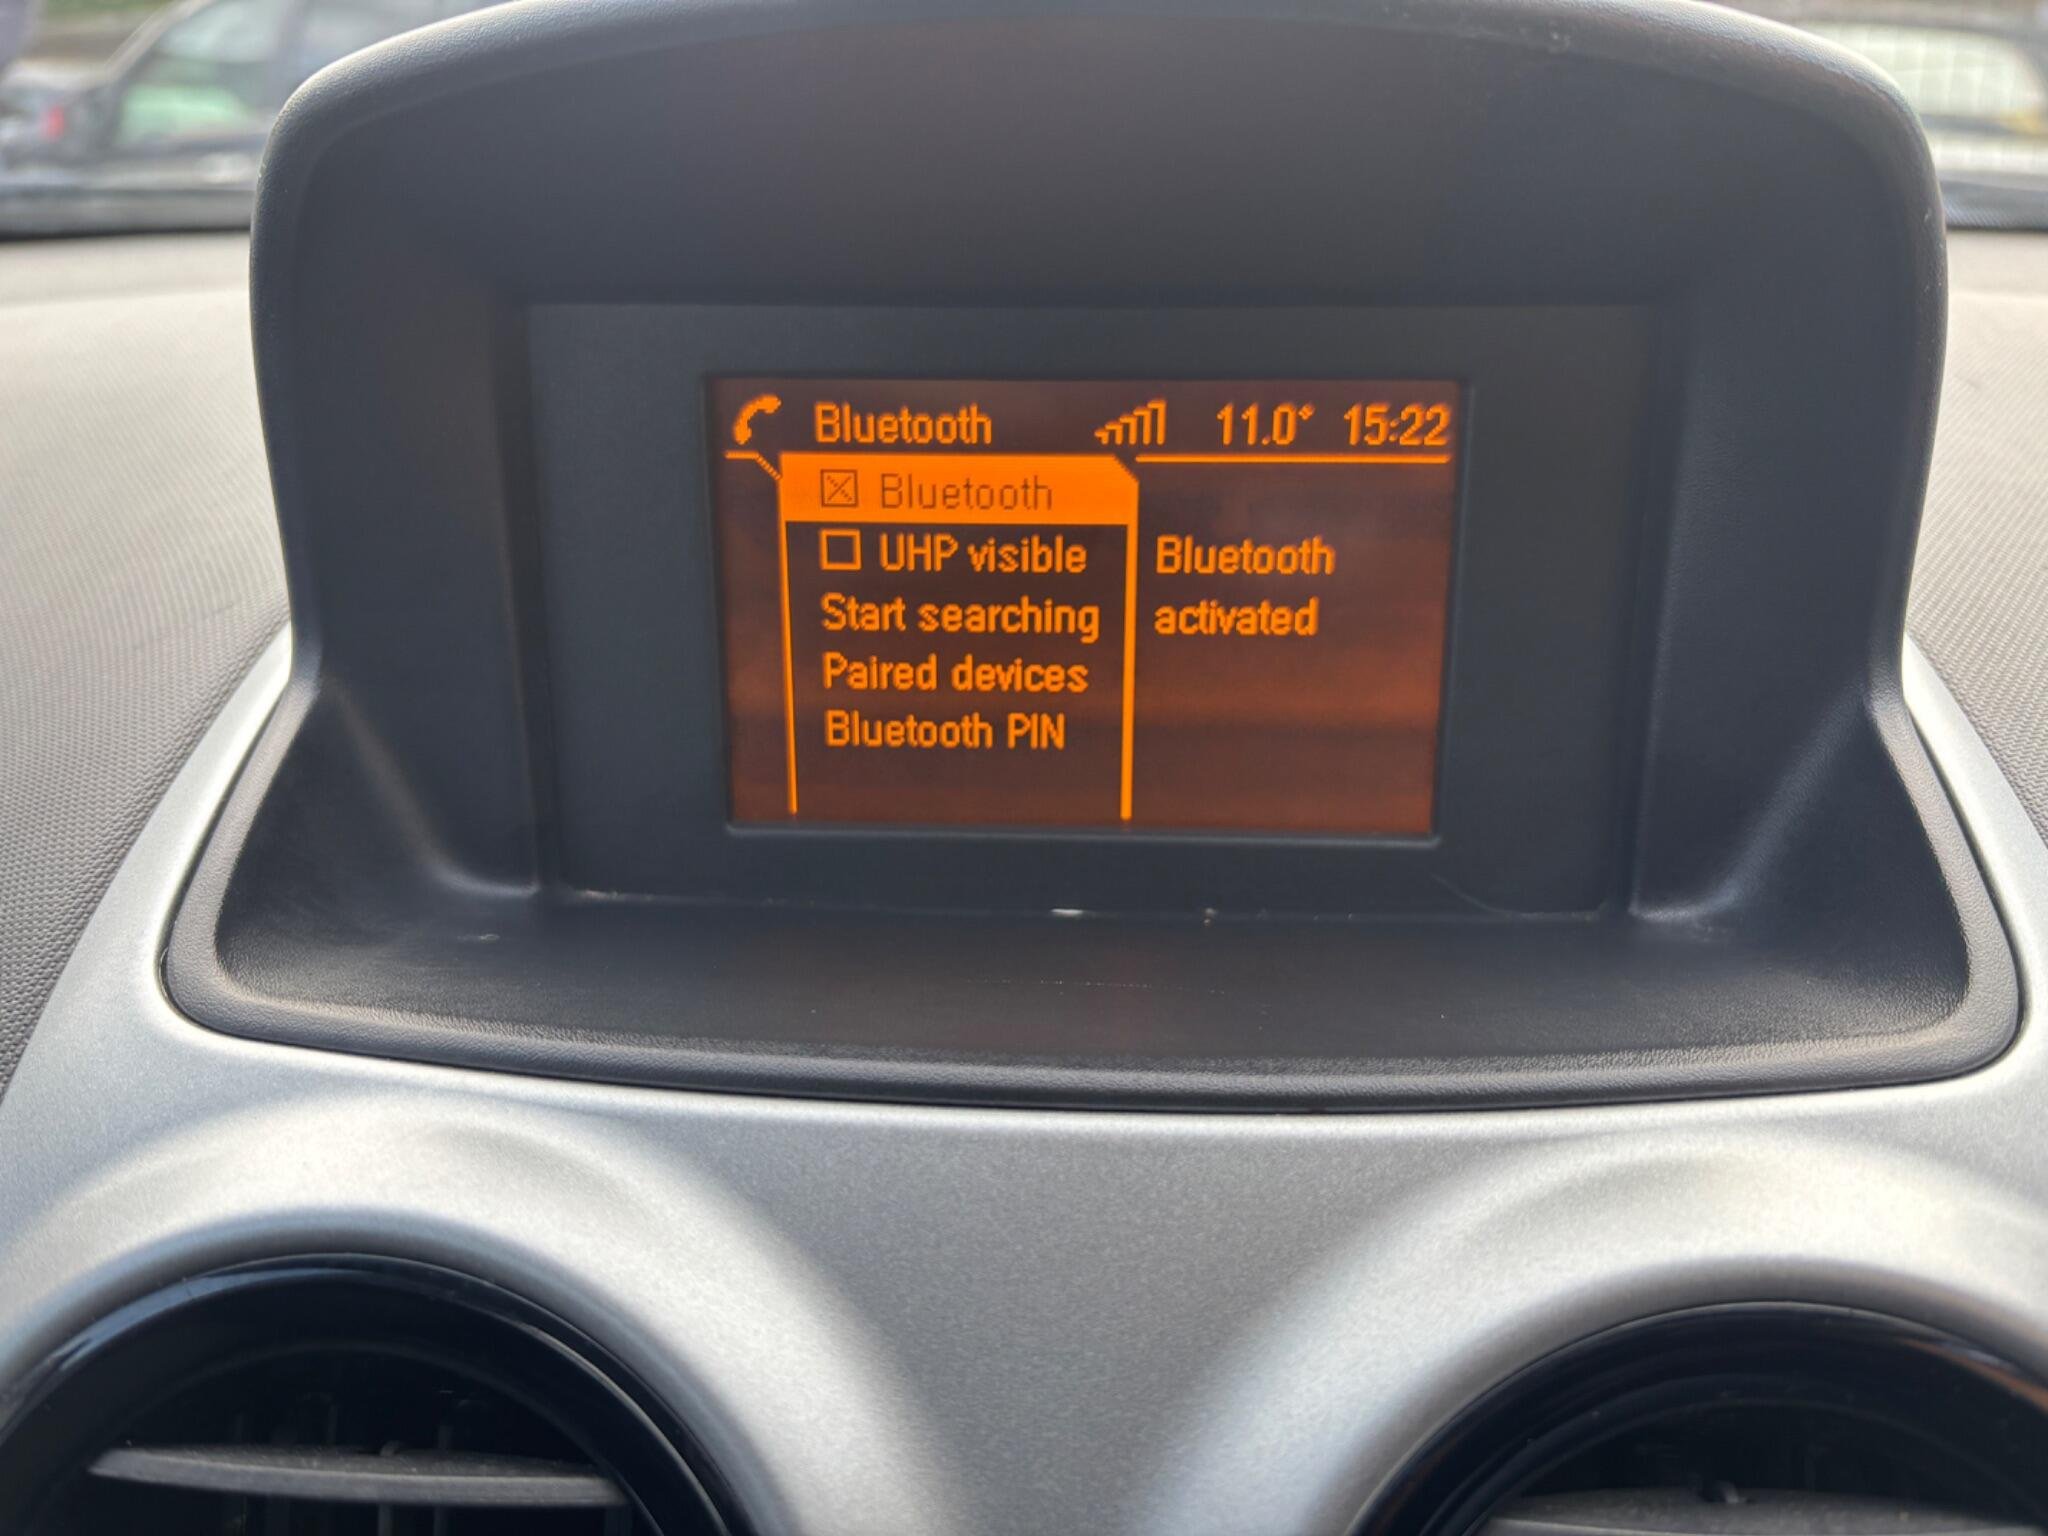 Bluetooth 11.0° 15:22
Bluetooth
UHP visible
Start searching
Paired devices
Bluetooth PIN
Bluetooth
activated